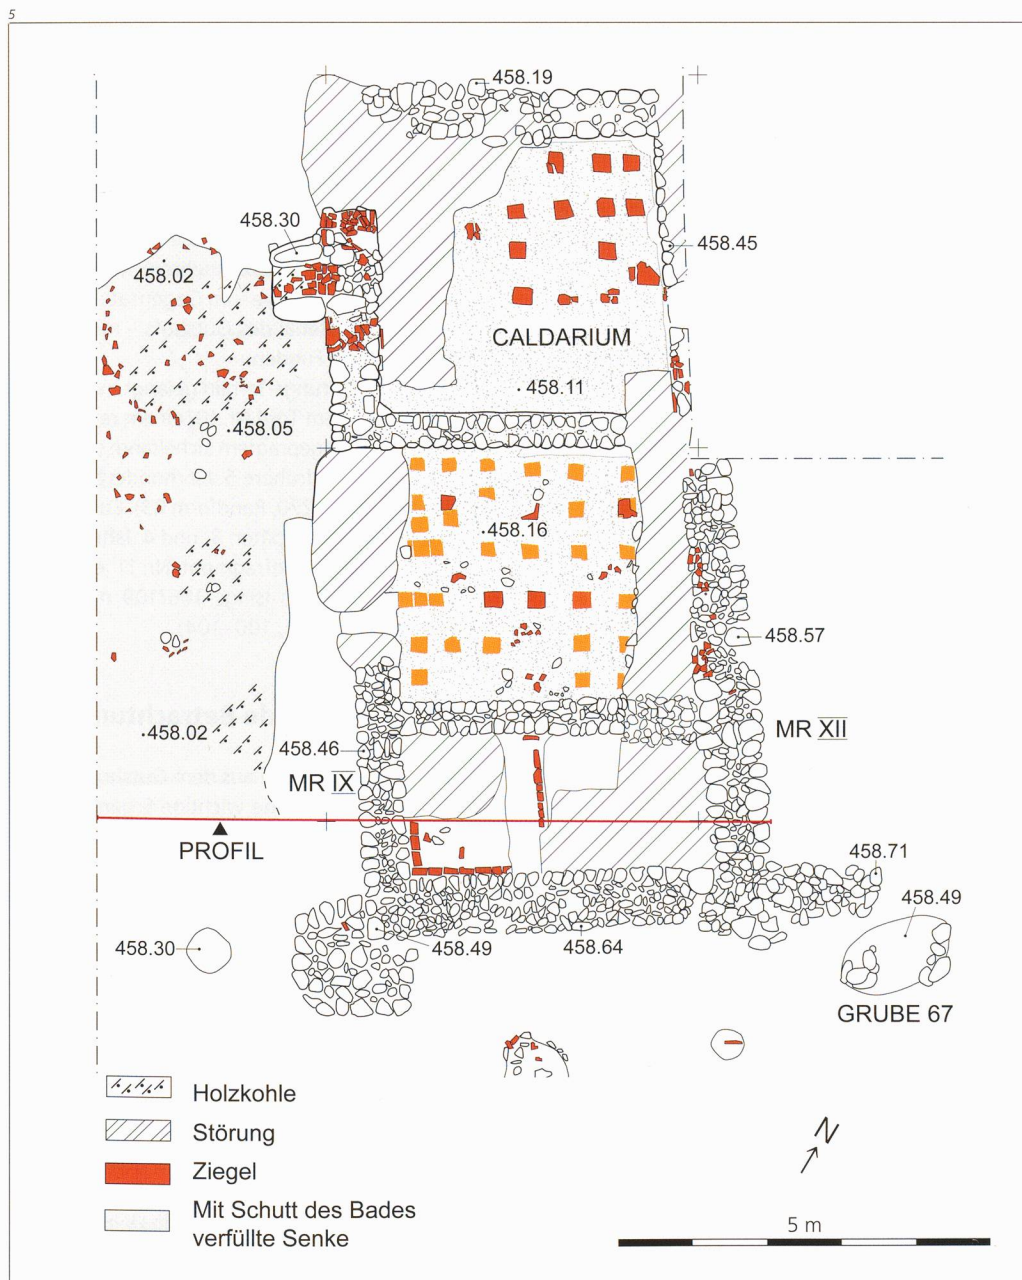 5
458.19
458.30
458.45
458.02
CALDARIUM
458.11
458.05
458.16
458.57
458.02
458.46
MR XII
MR IX
PROFIL
458.71
458.49
458.30
458.49
458.64
GRUBE 67
Holzkohle
Störung
Ziegel
Mit Schutt des Bades
verfüllte Senke
N
5 m